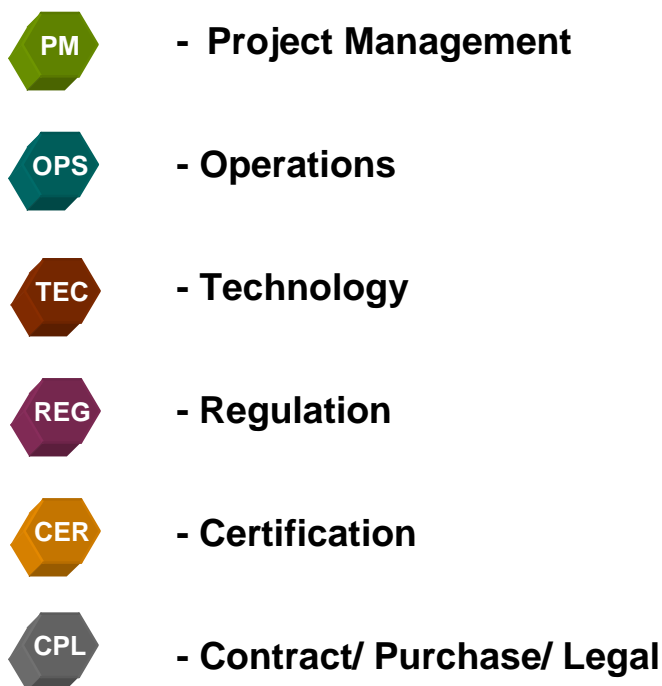 PM - Project Management
OPS - Operations
TEC - Technology
REG - Regulation
CER - Certification
CPL - Contract/ Purchase/ Legal